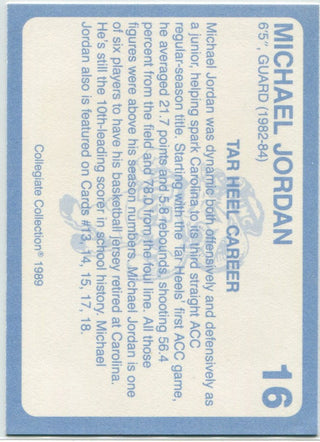 MICHAEL JORDAN 16
6'5", GUARD (1982-84)
TAR HEEL CAREER
Michael Jordan was dynamic both offensively and defensively as
a junior, helping spark Carolina to its third straight ACC
regular-season title. Starting with the Tar Heels' first ACC game,
he averaged 21.7 points and 5.8 rebounds, shooting 56.4
percent from the field and 78.0 from the foul line. All those
figures were above his season numbers. Michael Jordan is one
of six players to have his basketball jersey retired at Carolina.
He's still the 10th-leading scorer in school history. Michael
Jordan also is featured on Cards #13, 14, 15, 17, 18.
Collegiate Collection® 1989